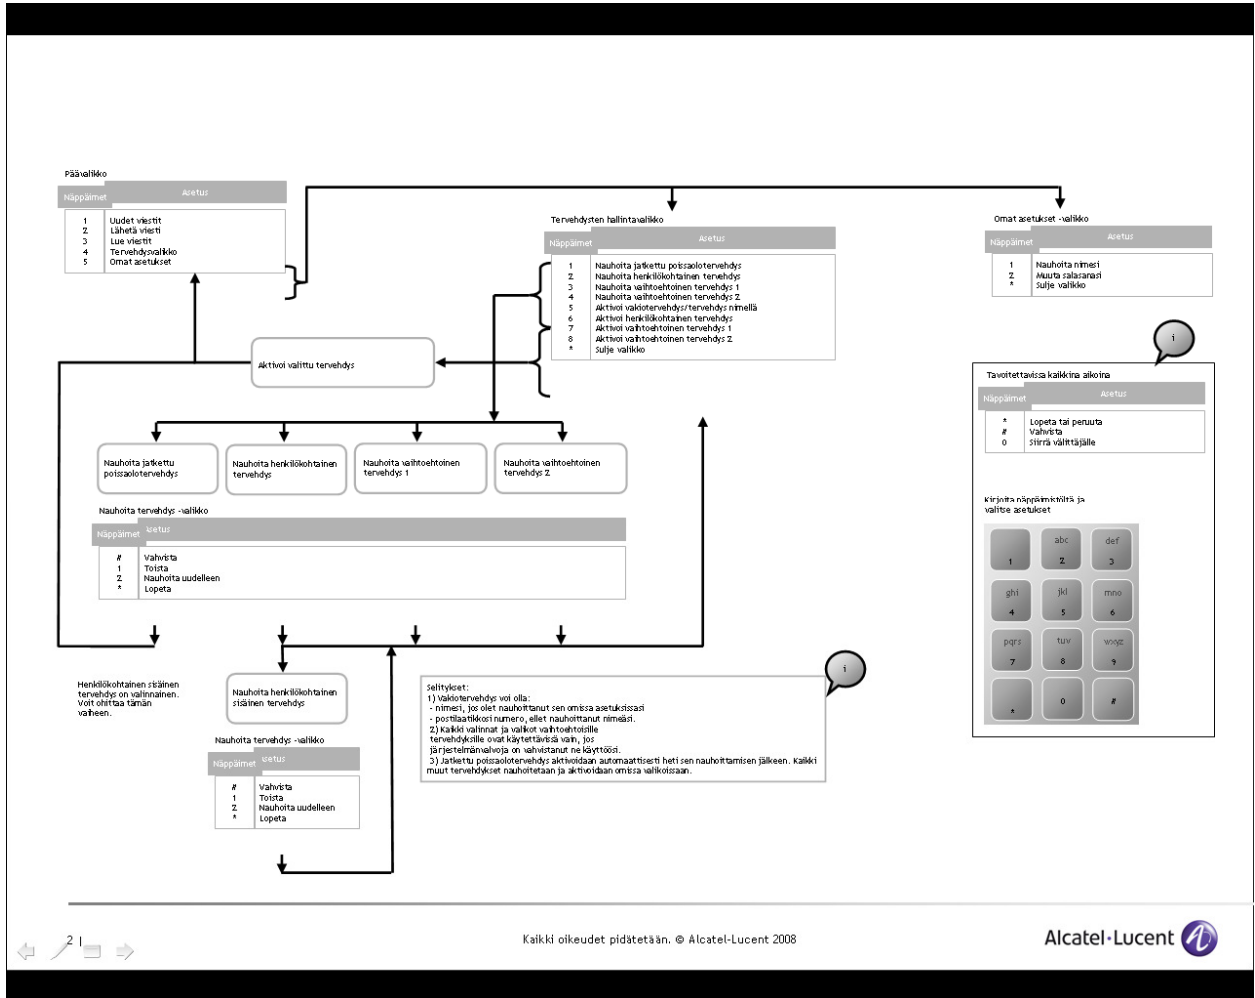 Päävalikko
Näppäimet Asetus
1 Uudet viestit
2 Lähetä viesti
3 Lue viestit
4 Tervehdysvalikko
5 Omat asetukset
Tervehdysten hallintavalikko
Näppäimet Asetus
1 Nauhoita jatkettu poissaolotervehdys
2 Nauhoita henkilökohtainen tervehdys
3 Nauhoita vaihtoehtoinen tervehdys 1
4 Nauhoita vaihtoehtoinen tervehdys 2
5 Aktivoi vakiotervehdys/tervehdys nimellä
6 Aktivoi henkilökohtainen tervehdys
7 Aktivoi vaihtoehtoinen tervehdys 1
8 Aktivoi vaihtoehtoinen tervehdys 2
* Sulje valikko
Omat asetukset -valikko
Näppäimet Asetus
1 Nauhoita nimesi
2 Muuta salasanasi
* Sulje valikko
Aktivoi valittu tervehdys
i
Tavoitettavissa kaikkina aikoina
Näppäimet Asetus
* Lopeta tai peruuta
# Vahvista
0 Siirrä välittäjälle
Nauhoita jatkettu
poissaolotervehdys
Nauhoita henkilökohtainen
tervehdys
Nauhoita vaihtoehtoinen
tervehdys 1
Nauhoita vaihtoehtoinen
tervehdys 2
Nauhoita tervehdys -valikko
Näppäimet Asetus
# Vahvista
1 Toista
2 Nauhoita uudelleen
* Lopeta
Kirjoita näppäimistöltä ja
valitse asetukset
abc def
1 2 3
ghi jkl mno
4 5 6
pqrs tuv wxyz
7 8 9
* 0 #
Henkilökohtainen sisäinen
tervehdys on valinnainen.
Voit ohittaa tämän
vaiheen.
Nauhoita henkilökohtainen
sisäinen tervehdys
Nauhoita tervehdys -valikko
Näppäimet Asetus
# Vahvista
1 Toista
2 Nauhoita uudelleen
* Lopeta
i
Selitykset:
1) Vakiotervehdys voi olla:
- nimesi, jos olet nauhoittanut sen omissa asetuksissasi
- postilaatikkosi numero, ellet nauhoittanut nimeäsi.
2) Kaikki valinnat ja valikot vaihtoehtoisille
tervehdyksille ovat käytettävissä vain, jos
järjestelmänvalvoja on vahvistanut ne käyttöösi.
3) Jatkettu poissaolotervehdys aktivoidaan automaattisesti heti sen nauhoittamisen jälkeen. Kaikki
muut tervehdykset nauhoitetaan ja aktivoidaan omissa valikoissaan.
2 |
Kaikki oikeudet pidätetään. © Alcatel-Lucent 2008
Alcatel·Lucent